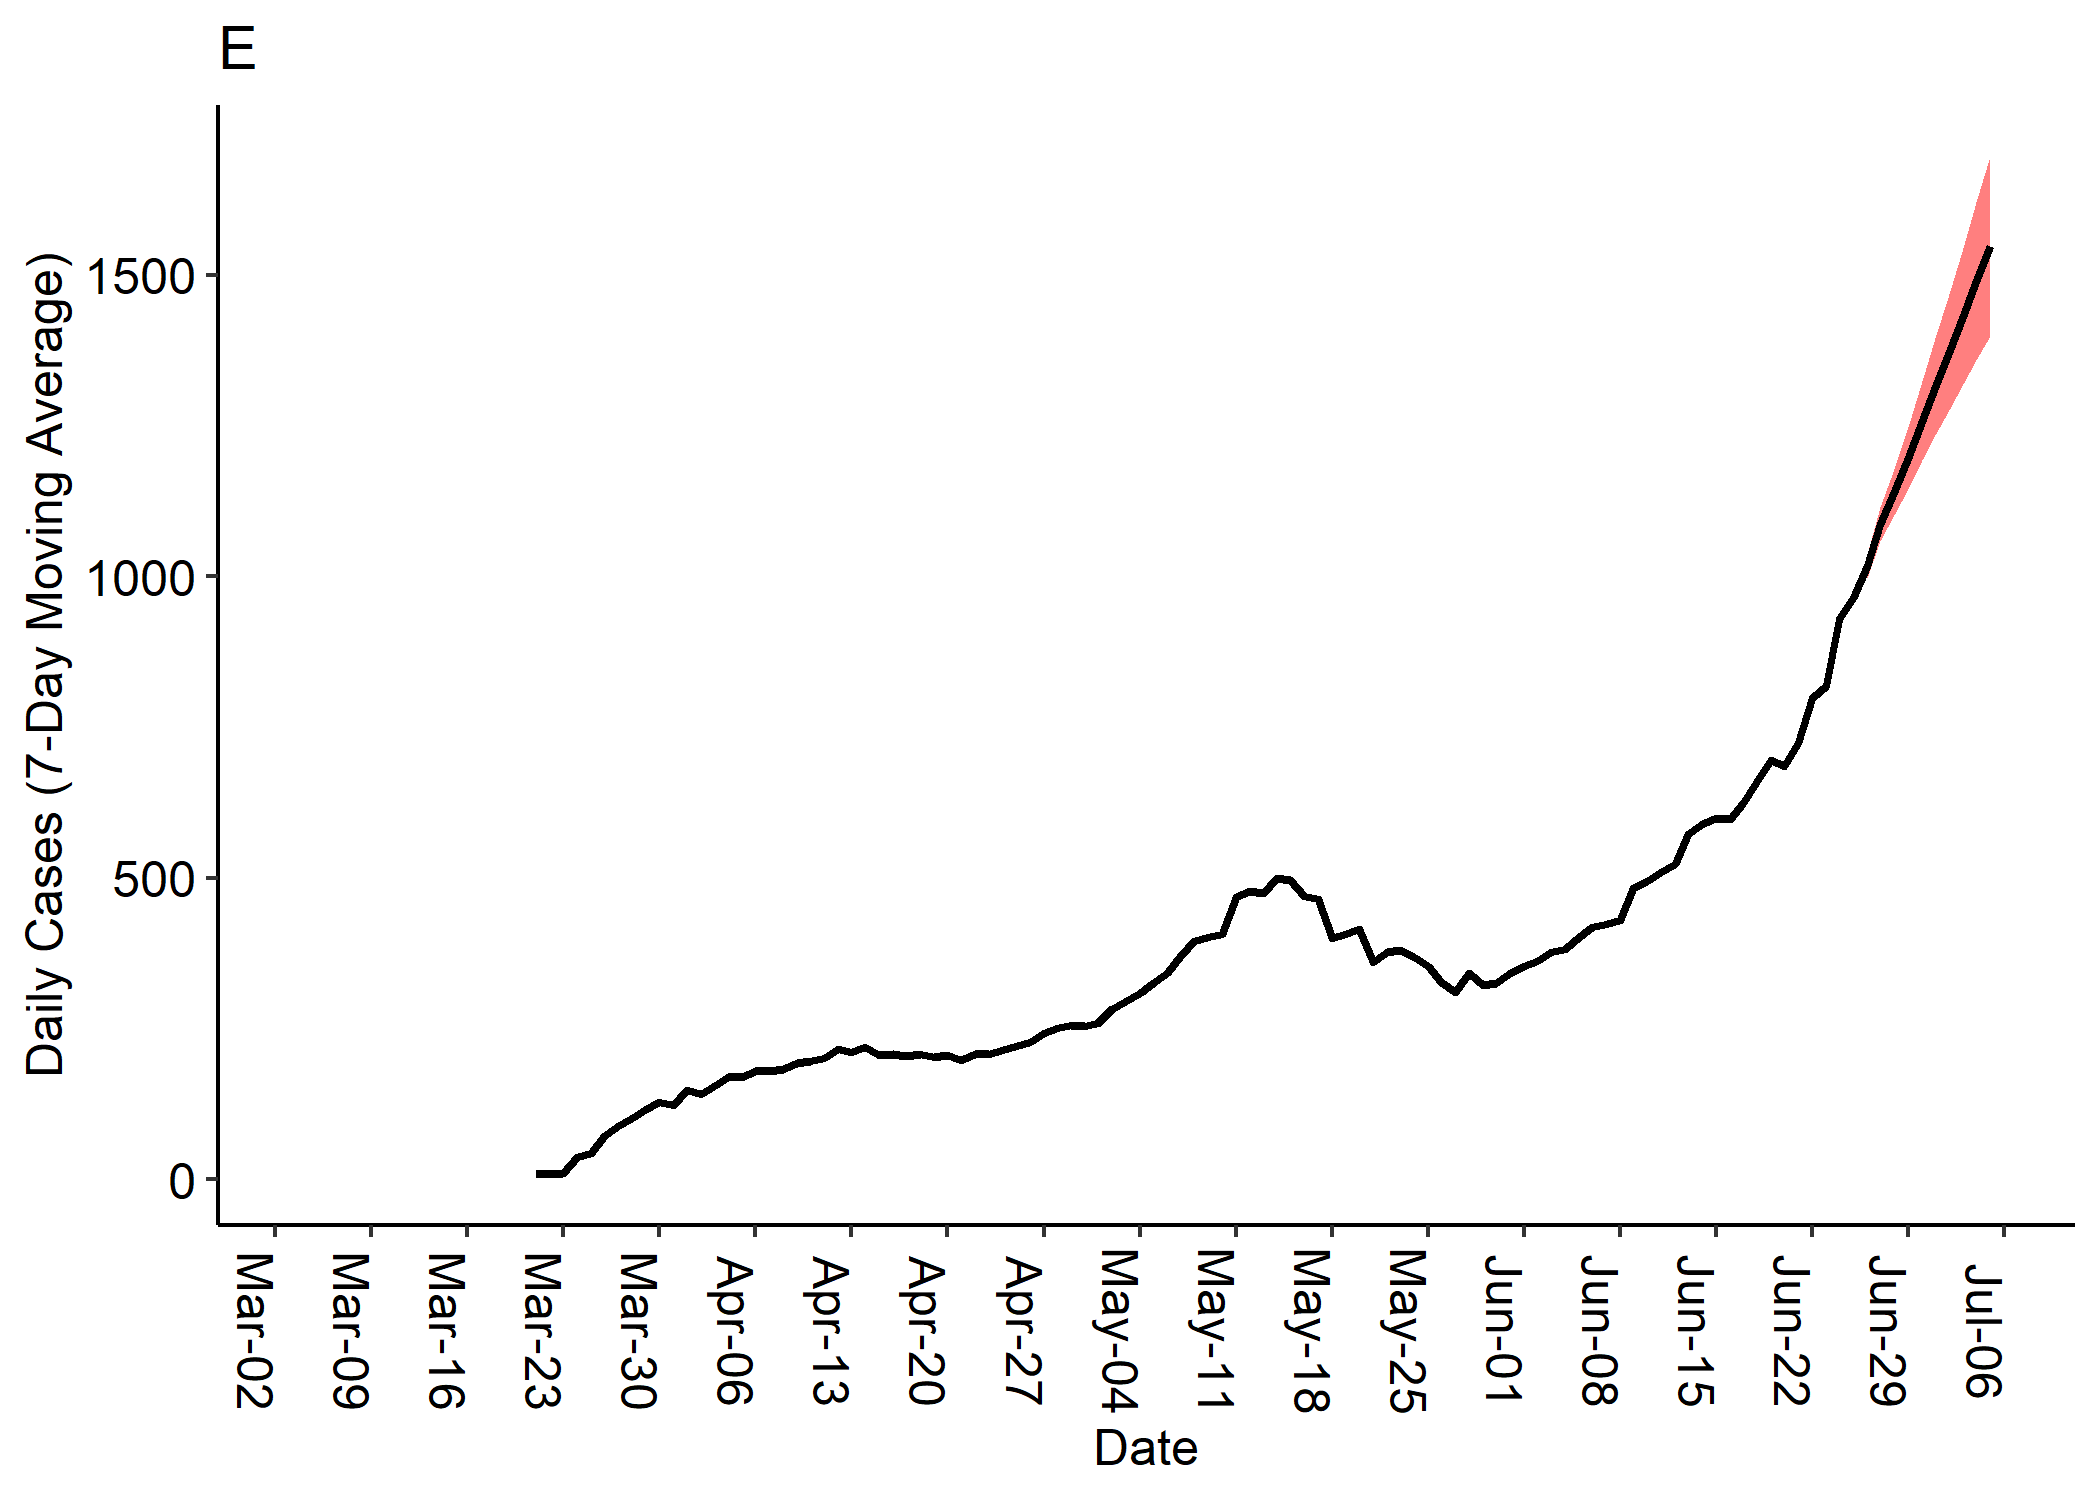 E
Daily Cases (7-Day Moving Average)
1500
1000
500
0
Mar-02
Mar-09
Mar-16
Mar-23
Mar-30
Apr-06
Apr-13
Apr-20
Apr-27
May-04
May-11
May-18
May-25
Jun-01
Jun-08
Jun-15
Jun-22
Jun-29
Jul-06
Date